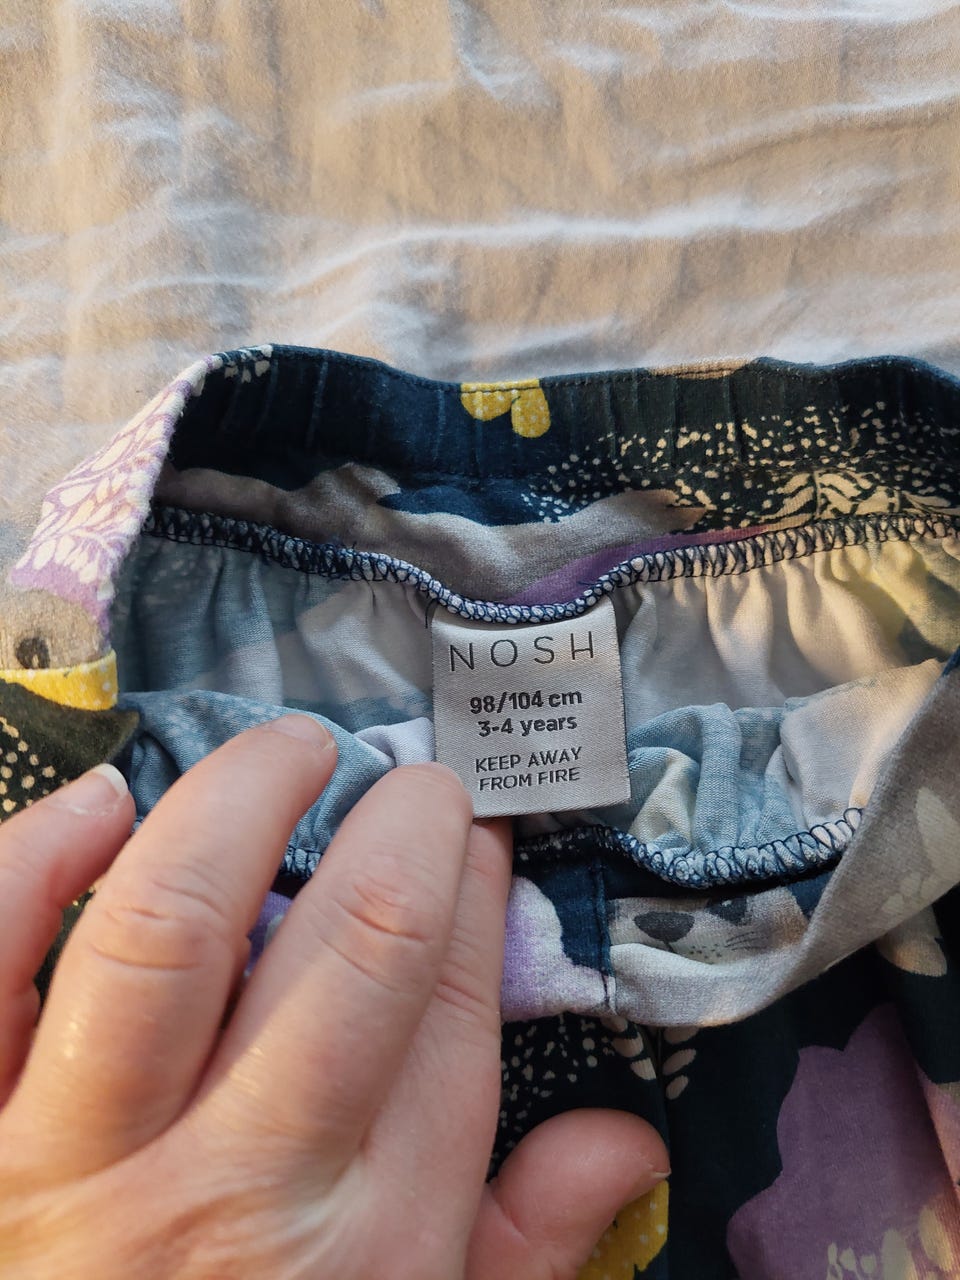 NOSH
98/104 cm
3-4 years
KEEP AWAY
FROM FIRE